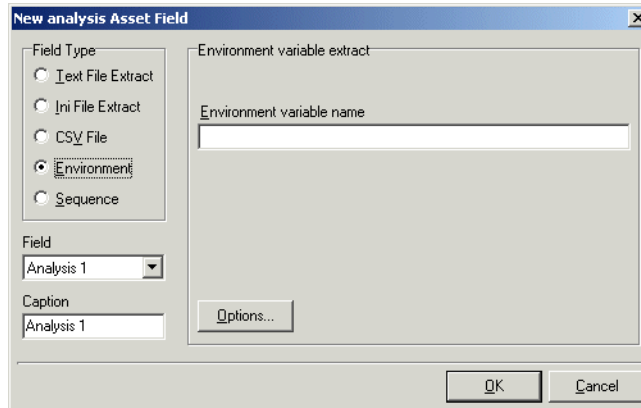 New analysis Asset Field
Field Type
Text File Extract
Ini File Extract
CSV File
Environment
Sequence
Field
Analysis 1
Caption
Analysis 1
Environment variable extract
Environment variable name
Options...
OK
Cancel